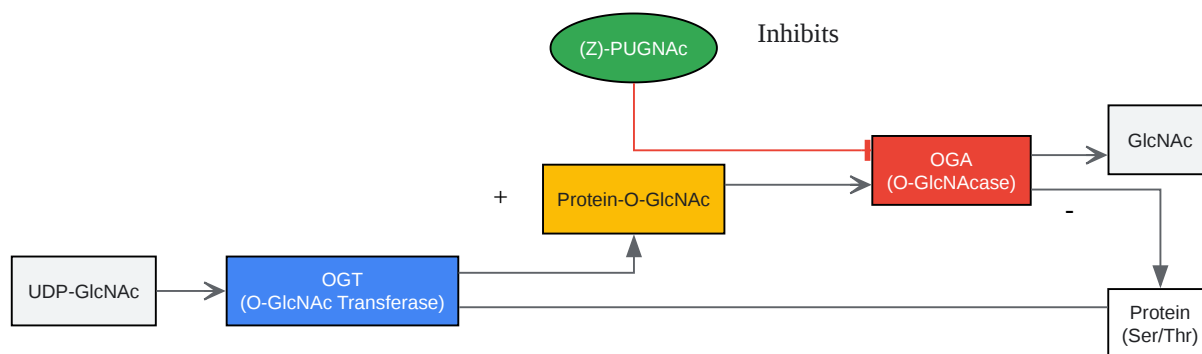 (Z)-PUGNAc
Inhibits
GlcNAc
OGA
(O-GlcNAcase)
+
Protein-O-GlcNAc
-
UDP-GlcNAc
OGT
(O-GlcNAc Transferase)
Protein
(Ser/Thr)